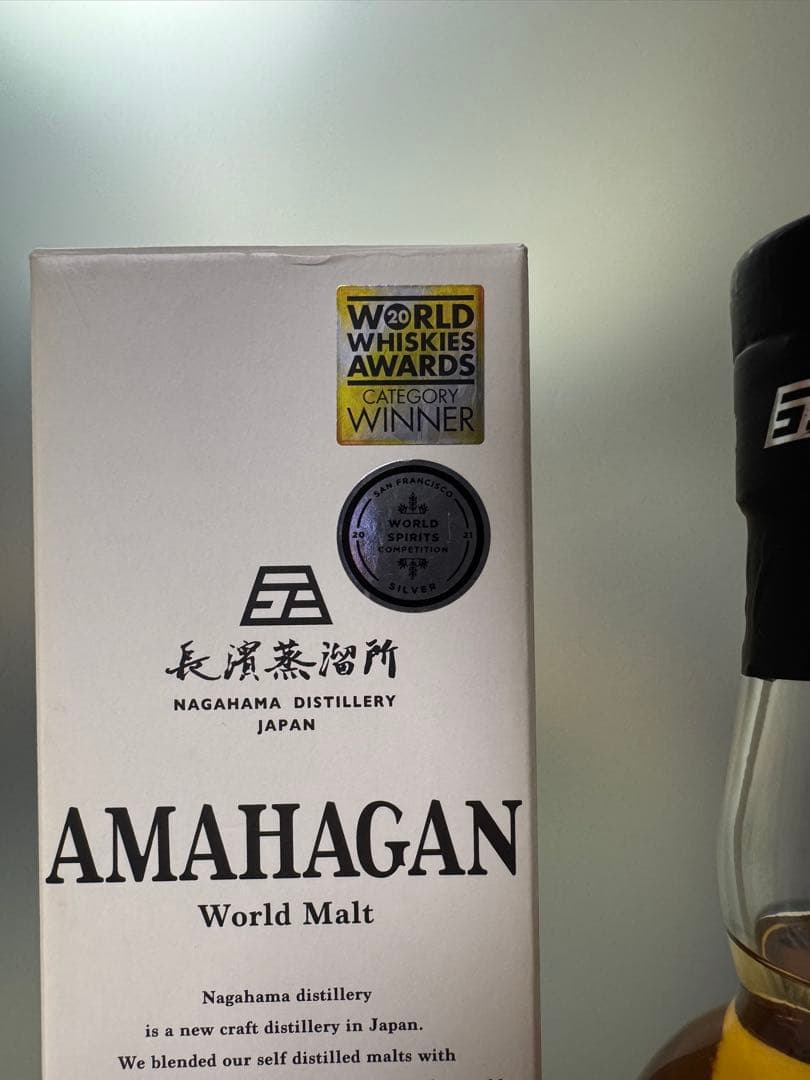 WORLD
20
WHISKIES
AWARDS
CATEGORY
WINNER
SAN FRANCISCO
20 21
WORLD
SPIRITS
COMPETITION
SILVER
長濱蒸溜所
NAGAHAMA DISTILLERY
JAPAN
AMAHAGAN
World Malt
Nagahama distillery
is a new craft distillery in Japan.
We blended our self distilled malts with